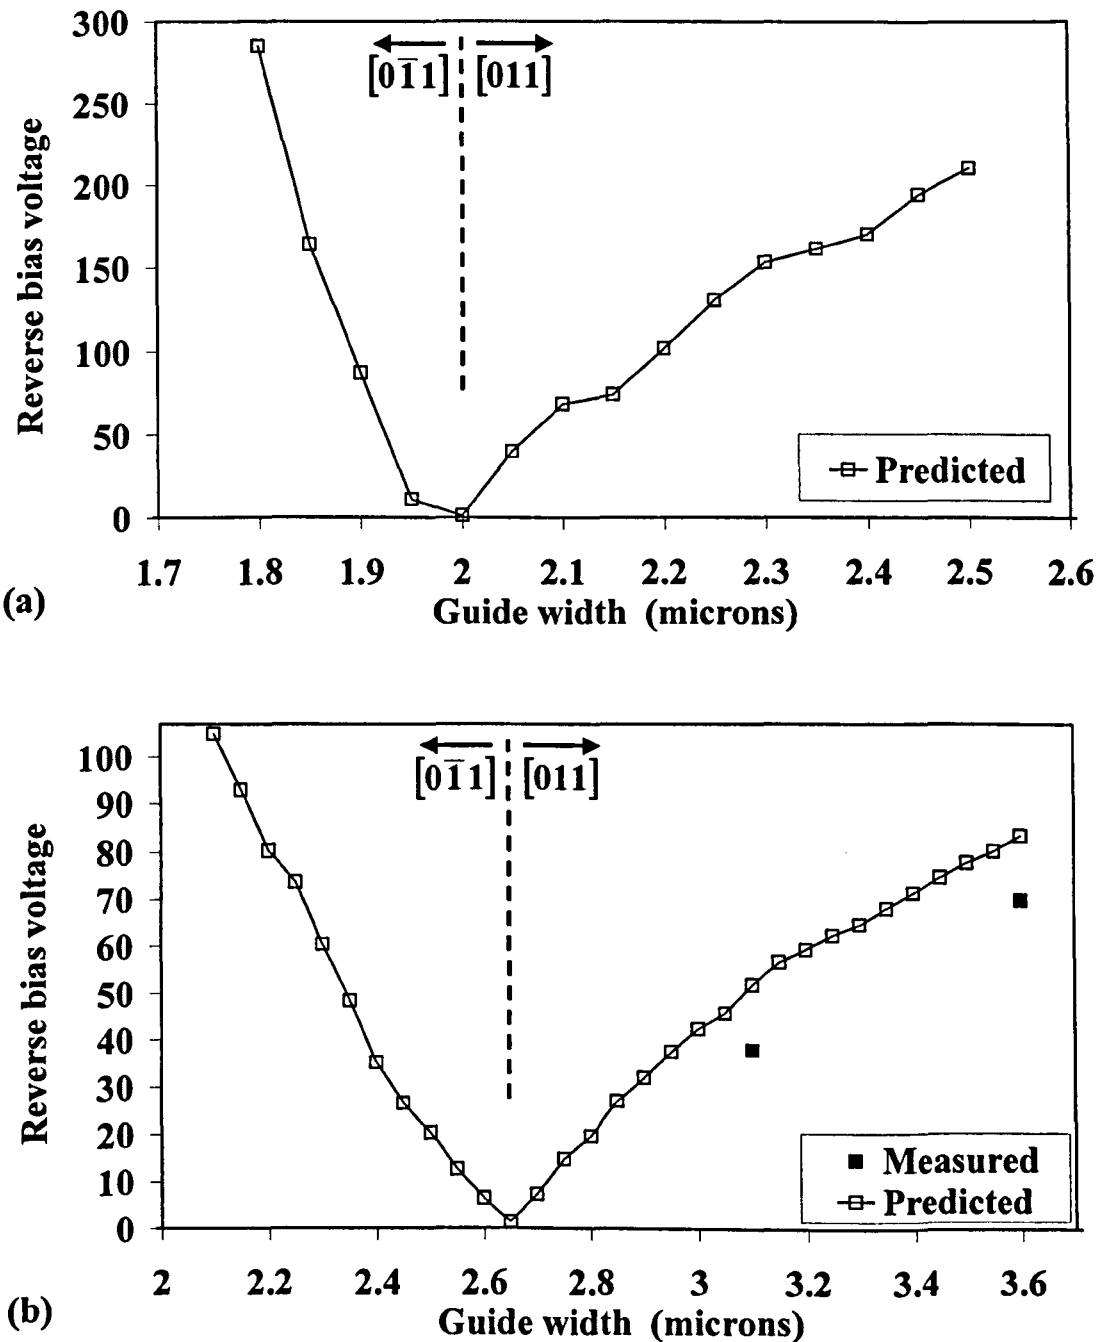 300
250
200
150
100
50
0
Reverse bias voltage
[01̅1] [011]
Predicted
1.7 1.8 1.9 2 2.1 2.2 2.3 2.4 2.5 2.6
Guide width (microns)
(a)
100
90
80
70
60
50
40
30
20
10
0
Reverse bias voltage
[01̅1] [011]
Measured
Predicted
2 2.2 2.4 2.6 2.8 3 3.2 3.4 3.6
Guide width (microns)
(b)